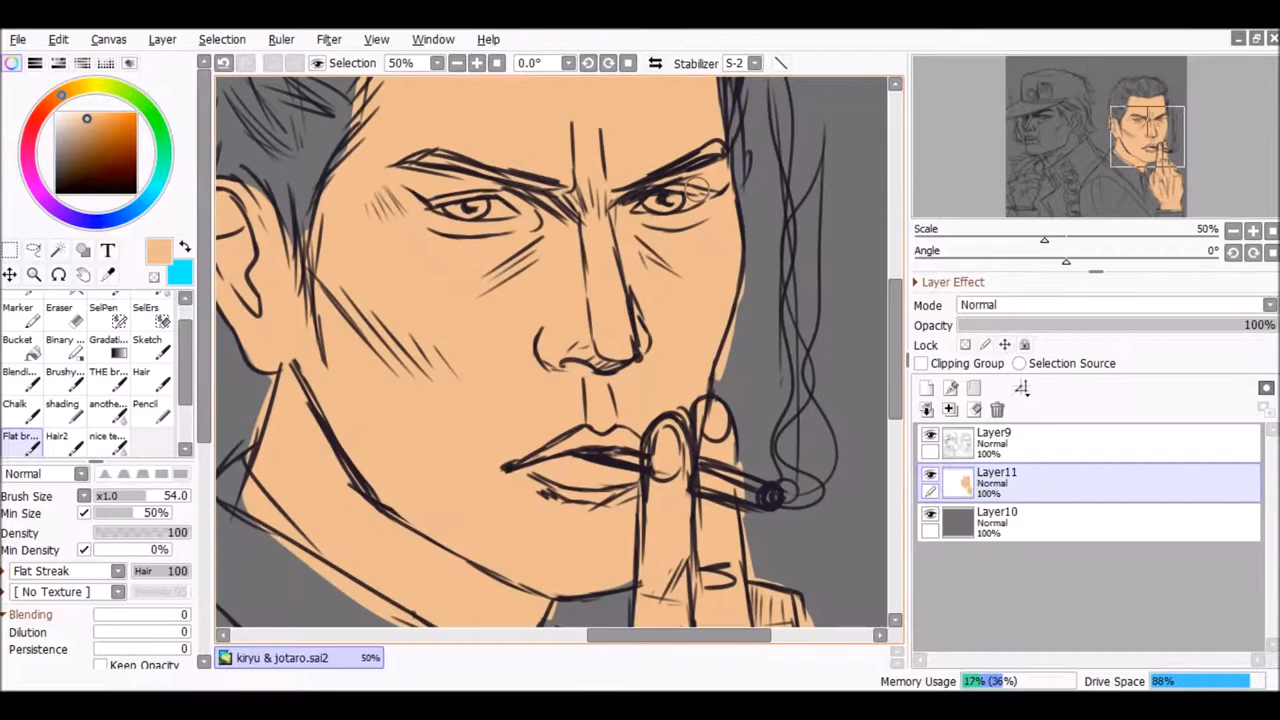 File Edit Canvas Layer Selection Ruler Filter View Window Help
Selection 50% 0.0° Stabilizer S-2
T
Marker Eraser SelPen SelErs
Bucket Binary ... Gradati... Sketch
Blendi... Brushy... THE br... Hair
Chalk shading anothe... Pencil
Flat br... Hair2 nice te...
Normal
Brush Size x1.0 54.0
Min Size 50%
Density 100
Min Density 0%
Flat Streak Hair 100
[ No Texture ]
Blending 0
Dilution 0
Persistence 0
Keep Opacity
kiryu & jotaro.sai2 50%
Scale 50%
Angle 0°
Layer Effect
Mode Normal
Opacity 100%
Lock
Clipping Group Selection Source
Layer9
Normal
100%
Layer11
Normal
100%
Layer10
Normal
100%
Memory Usage 17% (36%) Drive Space 88%